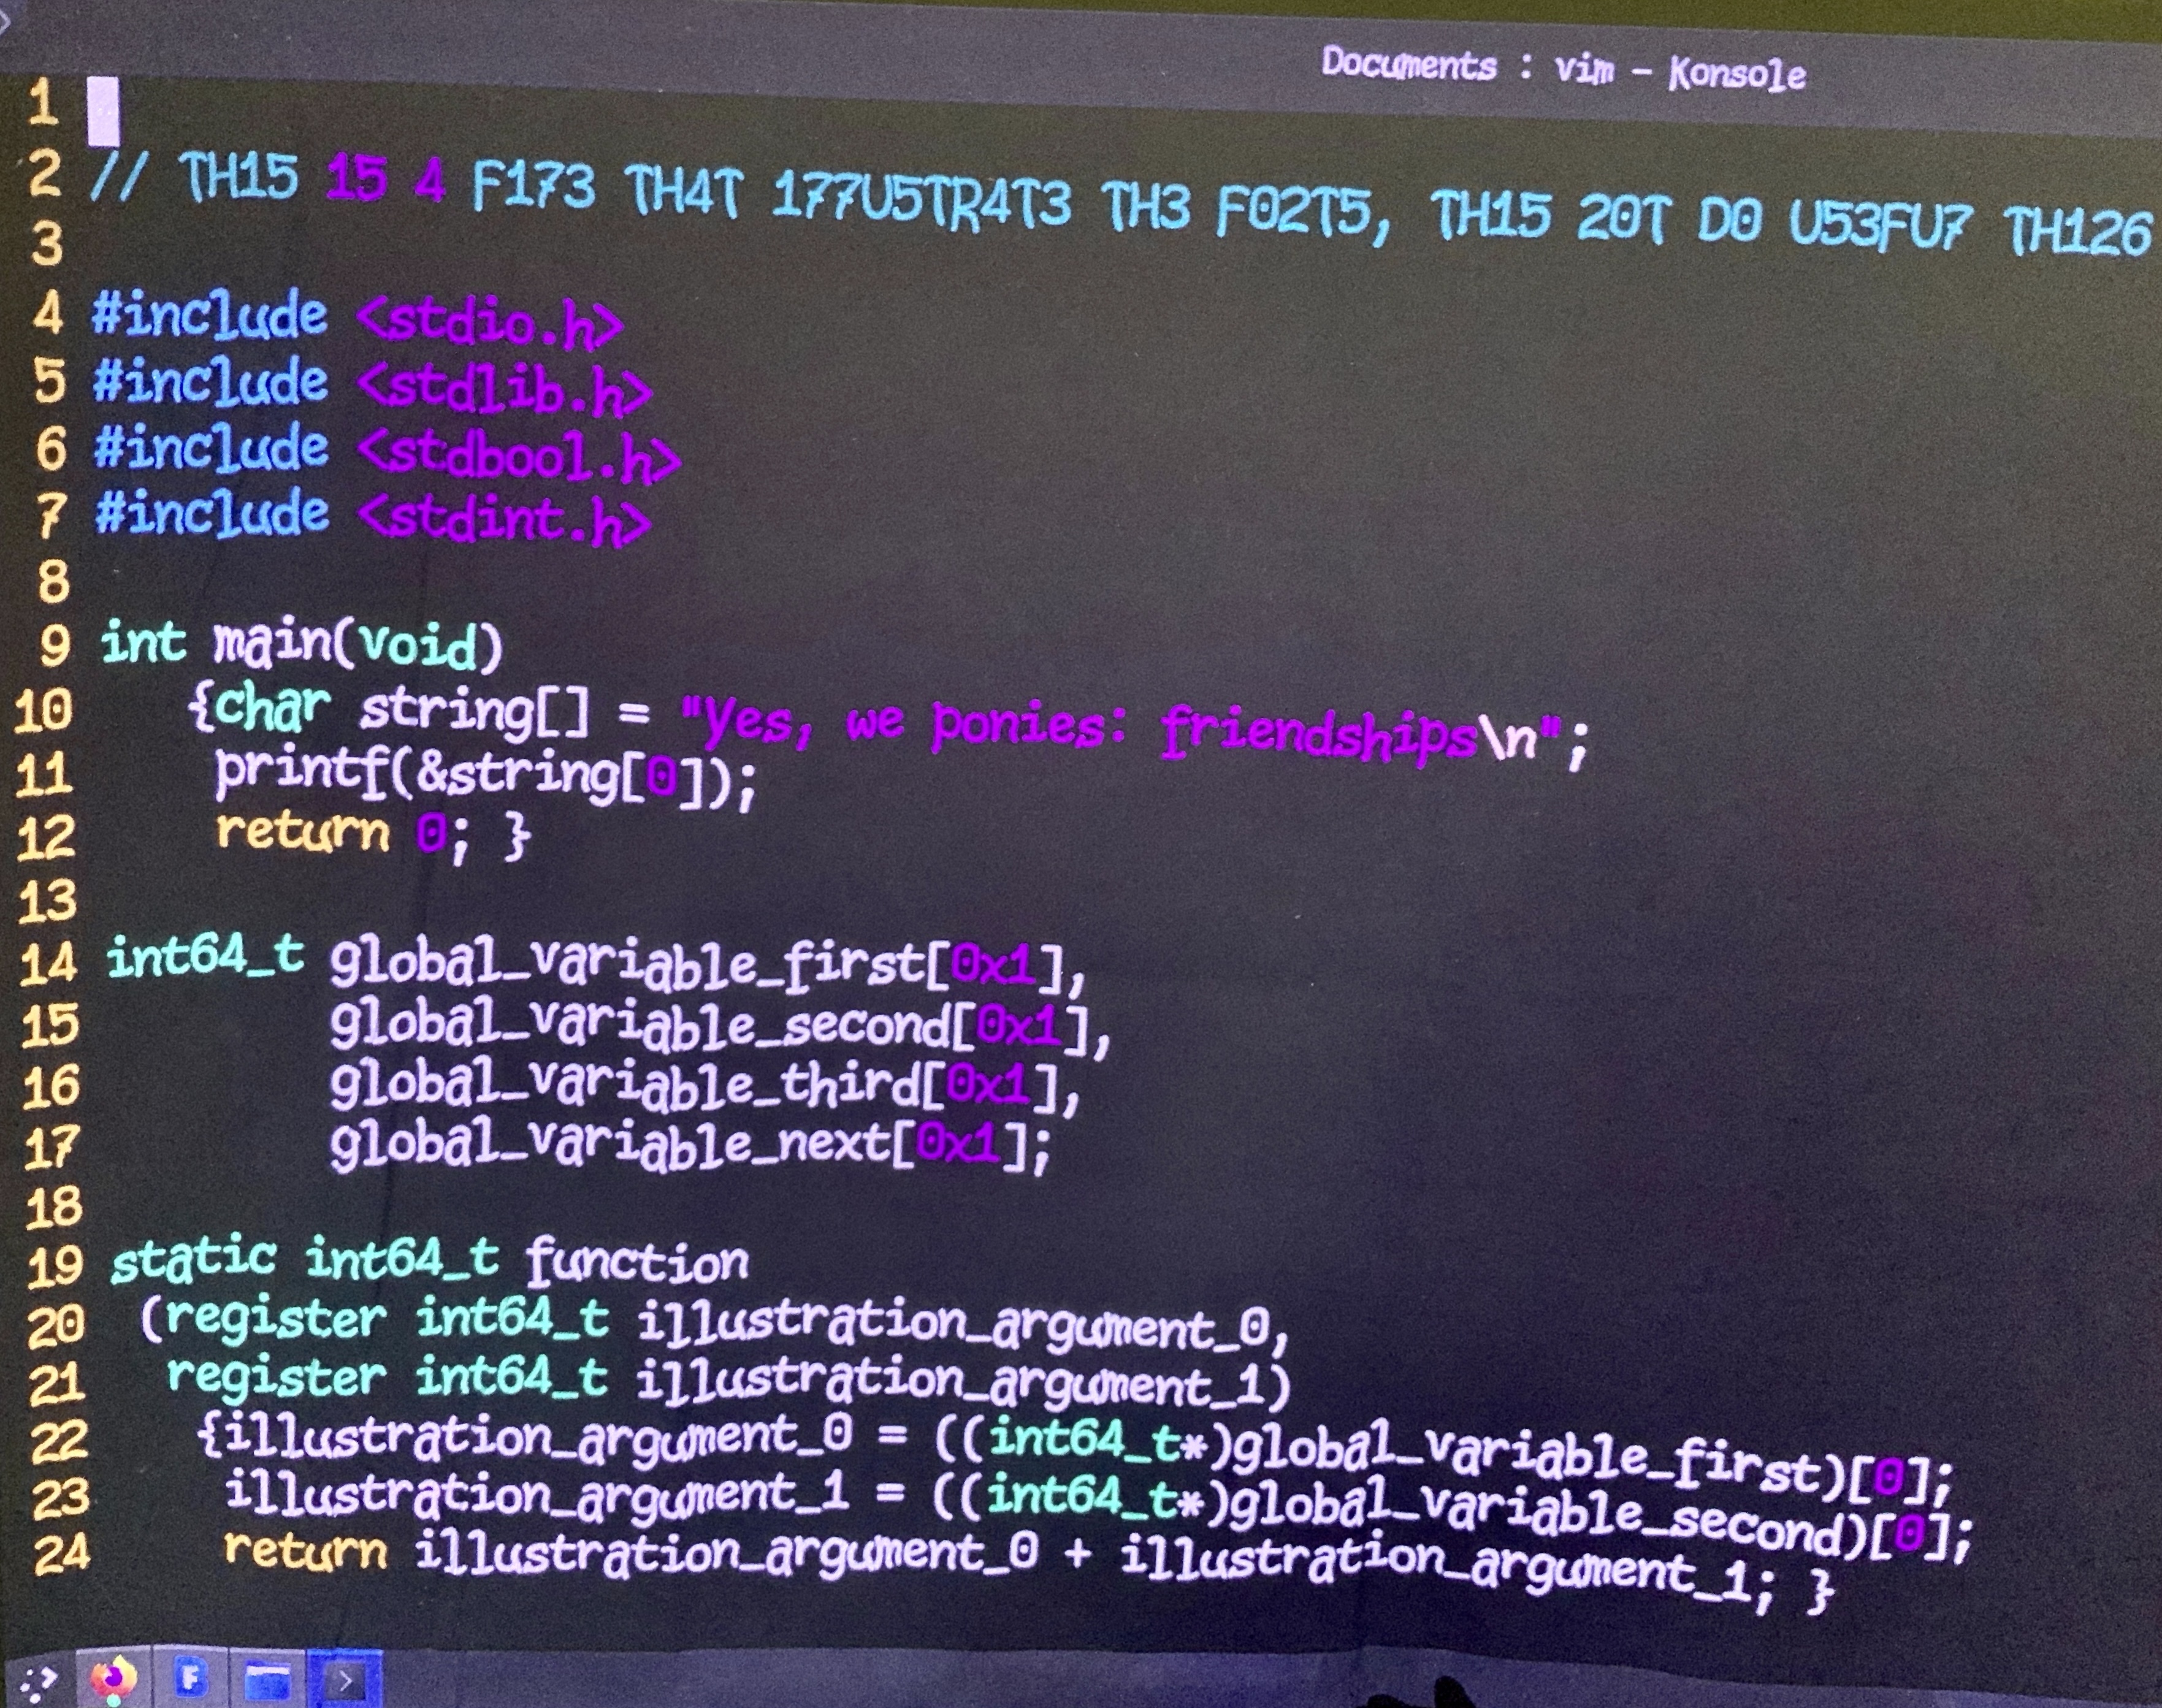 Documents : vim — Konsole
1
2 // TH15 15 4 F173 TH4T 177U5TR4T3 TH3 F02T5, TH15 20T D0 U53FU7 TH126
3
4 #include <stdio.h>
5 #include <stdlib.h>
6 #include <stdbool.h>
7 #include <stdint.h>
8
9 int main(void)
10 {char string[] = "Yes, we ponies: friendships\n";
11 printf(&string[0]);
12 return 0; }
13
14 int64_t global_variable_first[0x1],
15 global_variable_second[0x1],
16 global_variable_third[0x1],
17 global_variable_next[0x1];
18
19 static int64_t function
20 (register int64_t illustration_argument_0,
21 register int64_t illustration_argument_1)
22 {illustration_argument_0 = ((int64_t*)global_variable_first)[0];
23 illustration_argument_1 = ((int64_t*)global_variable_second)[0];
24 return illustration_argument_0 + illustration_argument_1; }
F